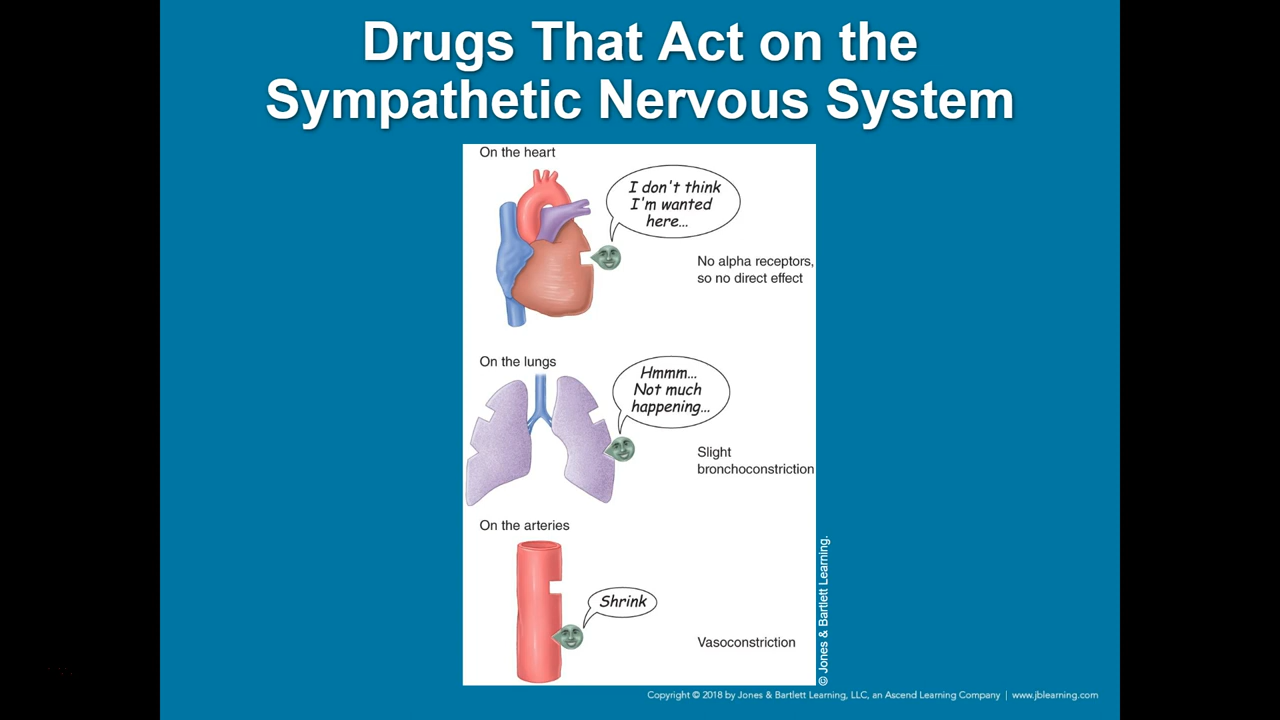 Drugs That Act on the
Sympathetic Nervous System
On the heart
I don't think
I'm wanted
here...
No alpha receptors,
so no direct effect
On the lungs
Hmmm...
Not much
happening...
Slight
bronchoconstriction
On the arteries
Shrink
Vasoconstriction
© Jones & Bartlett Learning.
Copyright © 2018 by Jones & Bartlett Learning, LLC, an Ascend Learning Company | www.jblearning.com